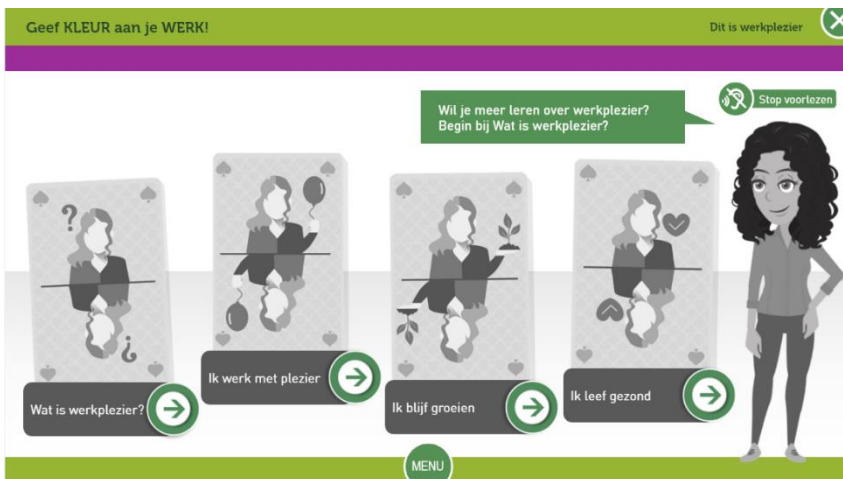 Geef KLEUR aan je WERK!
Dit is werkplezier
Stop voorlezen
Wil je meer leren over werkplezier?
Begin bij Wat is werkplezier?
?
?
Wat is werkplezier?
Ik werk met plezier
Ik blijf groeien
Ik leef gezond
MENU